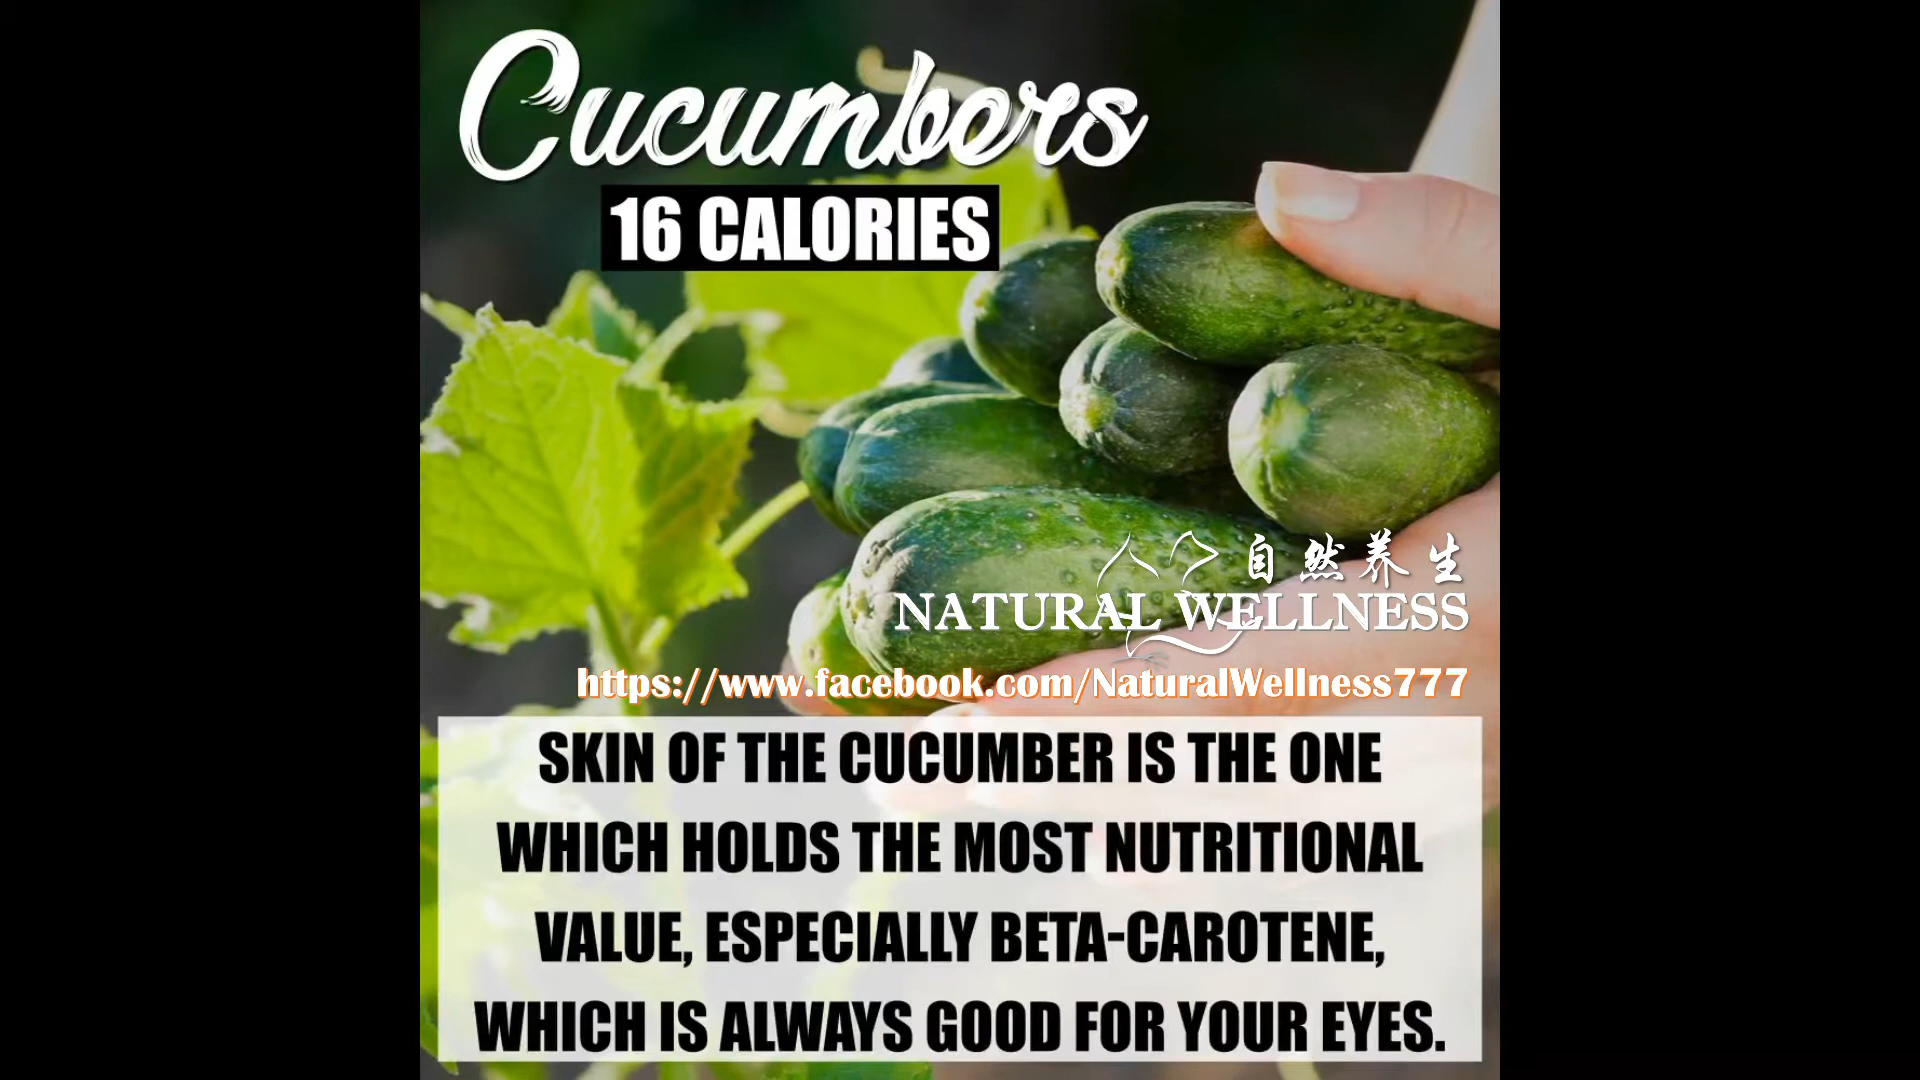 Cucumbers
16 CALORIES
自然养生
NATURAL WELLNESS
https://www.facebook.com/NaturalWellness777
SKIN OF THE CUCUMBER IS THE ONE
WHICH HOLDS THE MOST NUTRITIONAL
VALUE, ESPECIALLY BETA-CAROTENE,
WHICH IS ALWAYS GOOD FOR YOUR EYES.